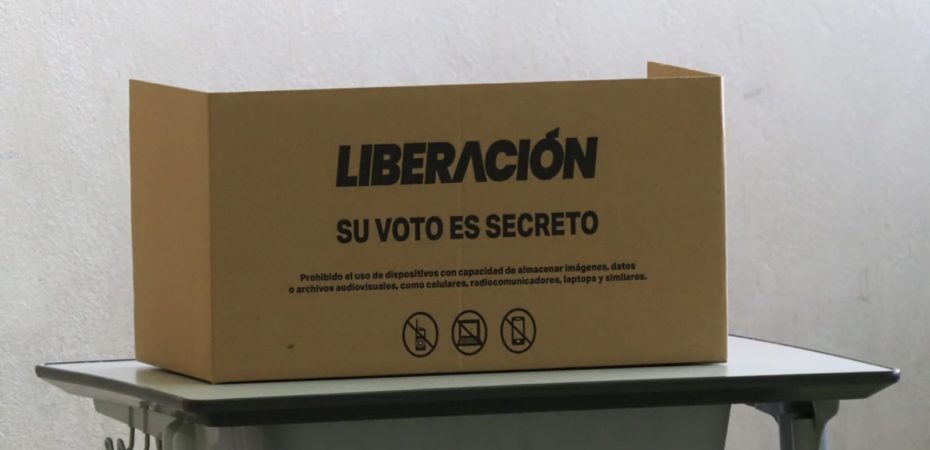 LIBERACIÓN
SU VOTO ES SECRETO
Prohibido el uso de dispositivos con capacidad de almacenar imágenes, datos
o archivos audiovisuales, como celulares, radiocomunicadores, laptops y similares.